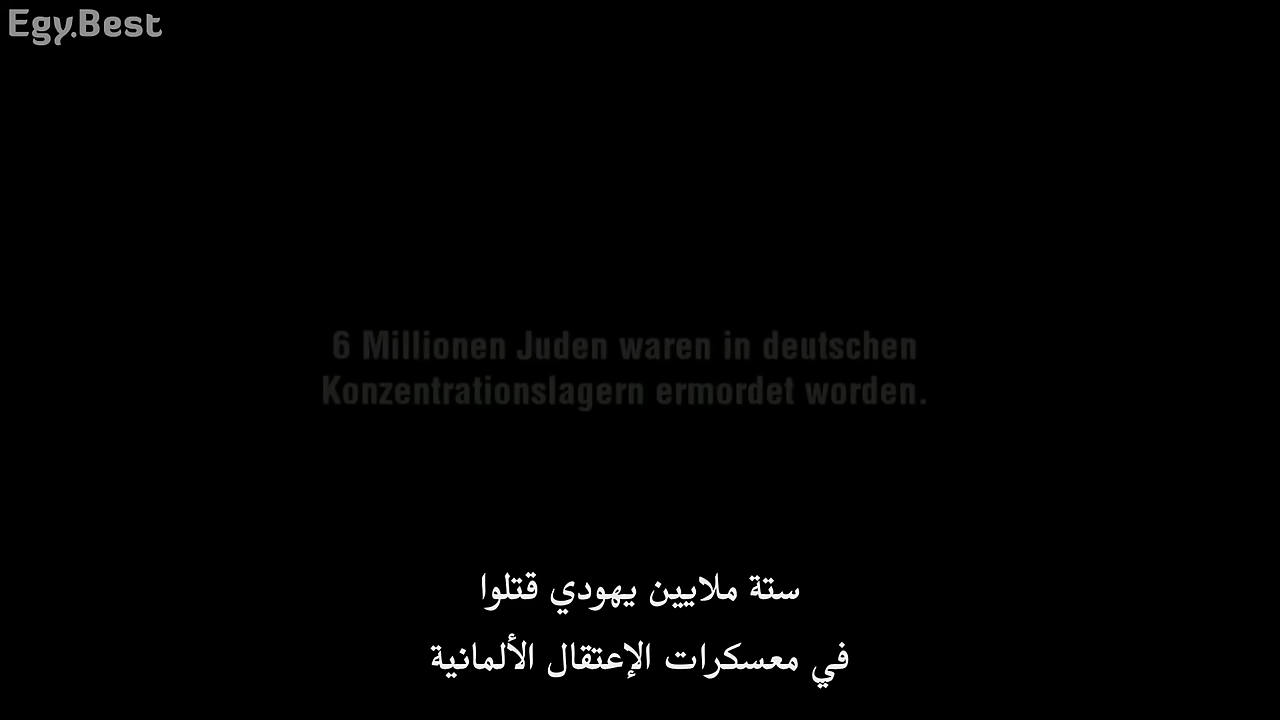 Egy.Best
6 Millionen Juden waren in deutschen
Konzentrationslagern ermordet worden.
ستة ملايين يهودي قتلوا
في معسكرات الإعتقال الألمانية